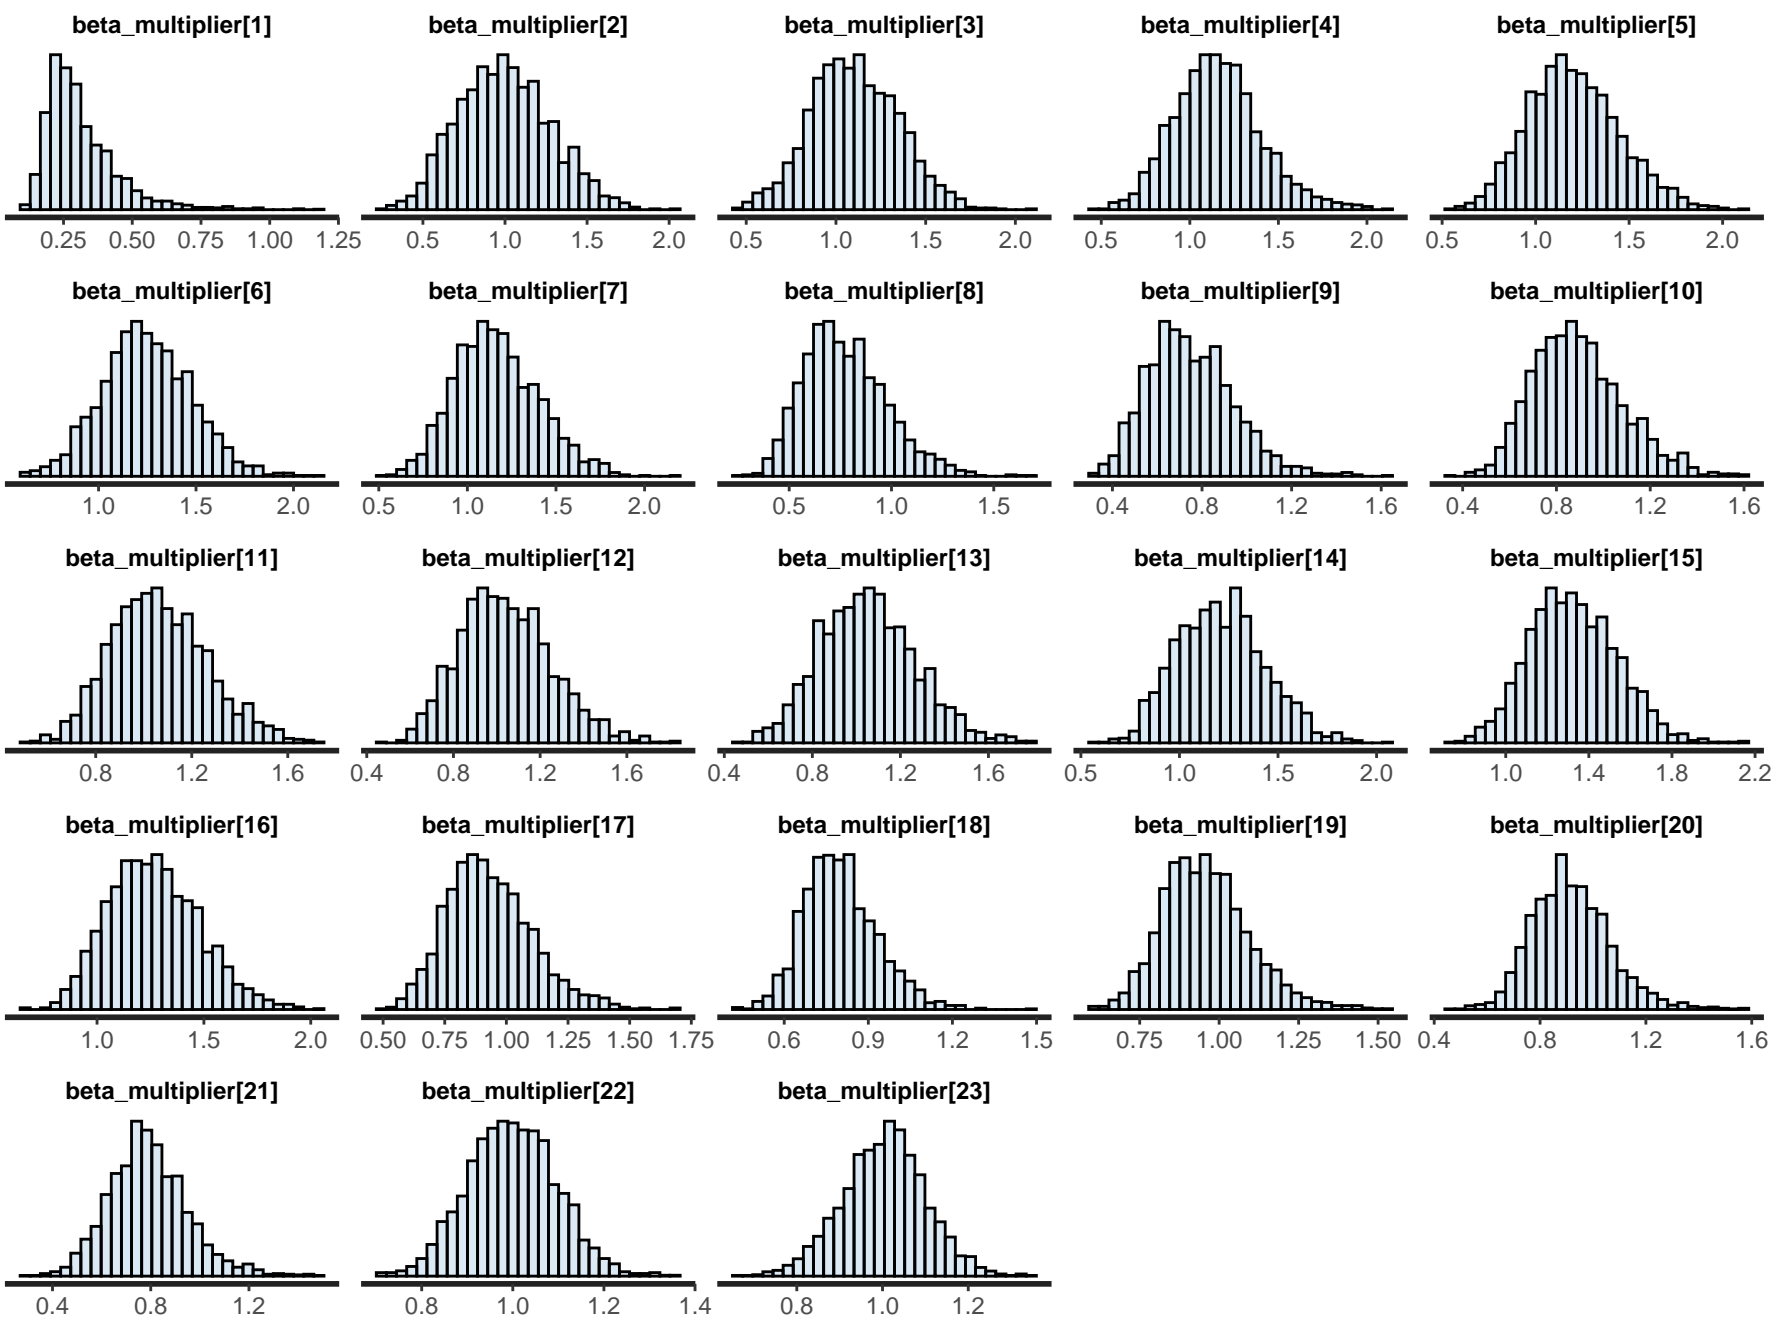 beta_multiplier[1] beta_multiplier[2] beta_multiplier[3] beta_multiplier[4] beta_multiplier[5]
0.25 0.50 0.75 1.00 1.25 0.5 1.0 1.5 2.0 0.5 1.0 1.5 2.0 0.5 1.0 1.5 2.0 0.5 1.0 1.5 2.0
beta_multiplier[6] beta_multiplier[7] beta_multiplier[8] beta_multiplier[9] beta_multiplier[10]
1.0 1.5 2.0 0.5 1.0 1.5 2.0 0.5 1.0 1.5 0.4 0.8 1.2 1.6 0.4 0.8 1.2 1.6
beta_multiplier[11] beta_multiplier[12] beta_multiplier[13] beta_multiplier[14] beta_multiplier[15]
0.8 1.2 1.6 0.4 0.8 1.2 1.6 0.4 0.8 1.2 1.6 0.5 1.0 1.5 2.0 1.0 1.4 1.8 2.2
beta_multiplier[16] beta_multiplier[17] beta_multiplier[18] beta_multiplier[19] beta_multiplier[20]
1.0 1.5 2.0 0.50 0.75 1.00 1.25 1.50 1.75 0.6 0.9 1.2 1.5 0.75 1.00 1.25 1.50 0.4 0.8 1.2 1.6
beta_multiplier[21] beta_multiplier[22] beta_multiplier[23]
0.4 0.8 1.2 0.8 1.0 1.2 1.4 0.8 1.0 1.2